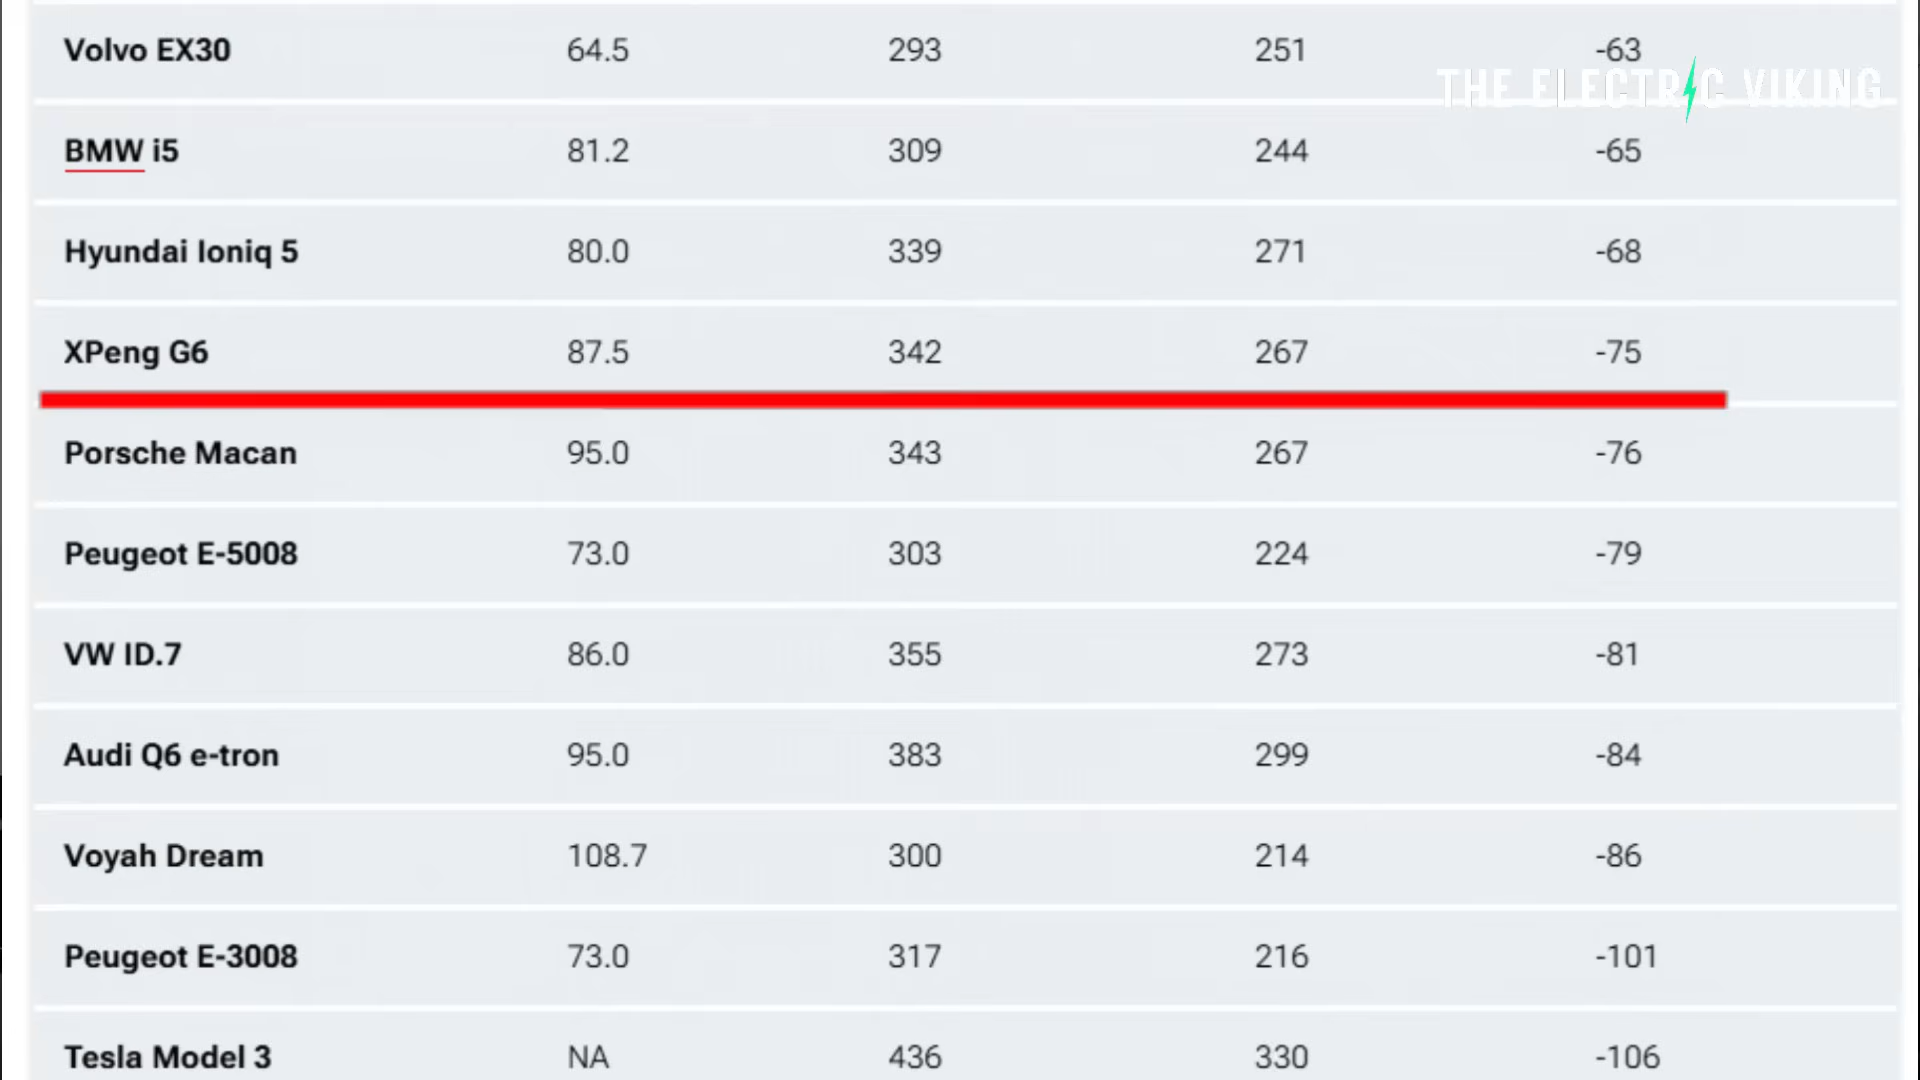 Volvo EX30 64.5 293 251 -63
THE ELECTRIC VIKING
BMW i5 81.2 309 244 -65
Hyundai Ioniq 5 80.0 339 271 -68
XPeng G6 87.5 342 267 -75
Porsche Macan 95.0 343 267 -76
Peugeot E-5008 73.0 303 224 -79
VW ID.7 86.0 355 273 -81
Audi Q6 e-tron 95.0 383 299 -84
Voyah Dream 108.7 300 214 -86
Peugeot E-3008 73.0 317 216 -101
Tesla Model 3 NA 436 330 -106